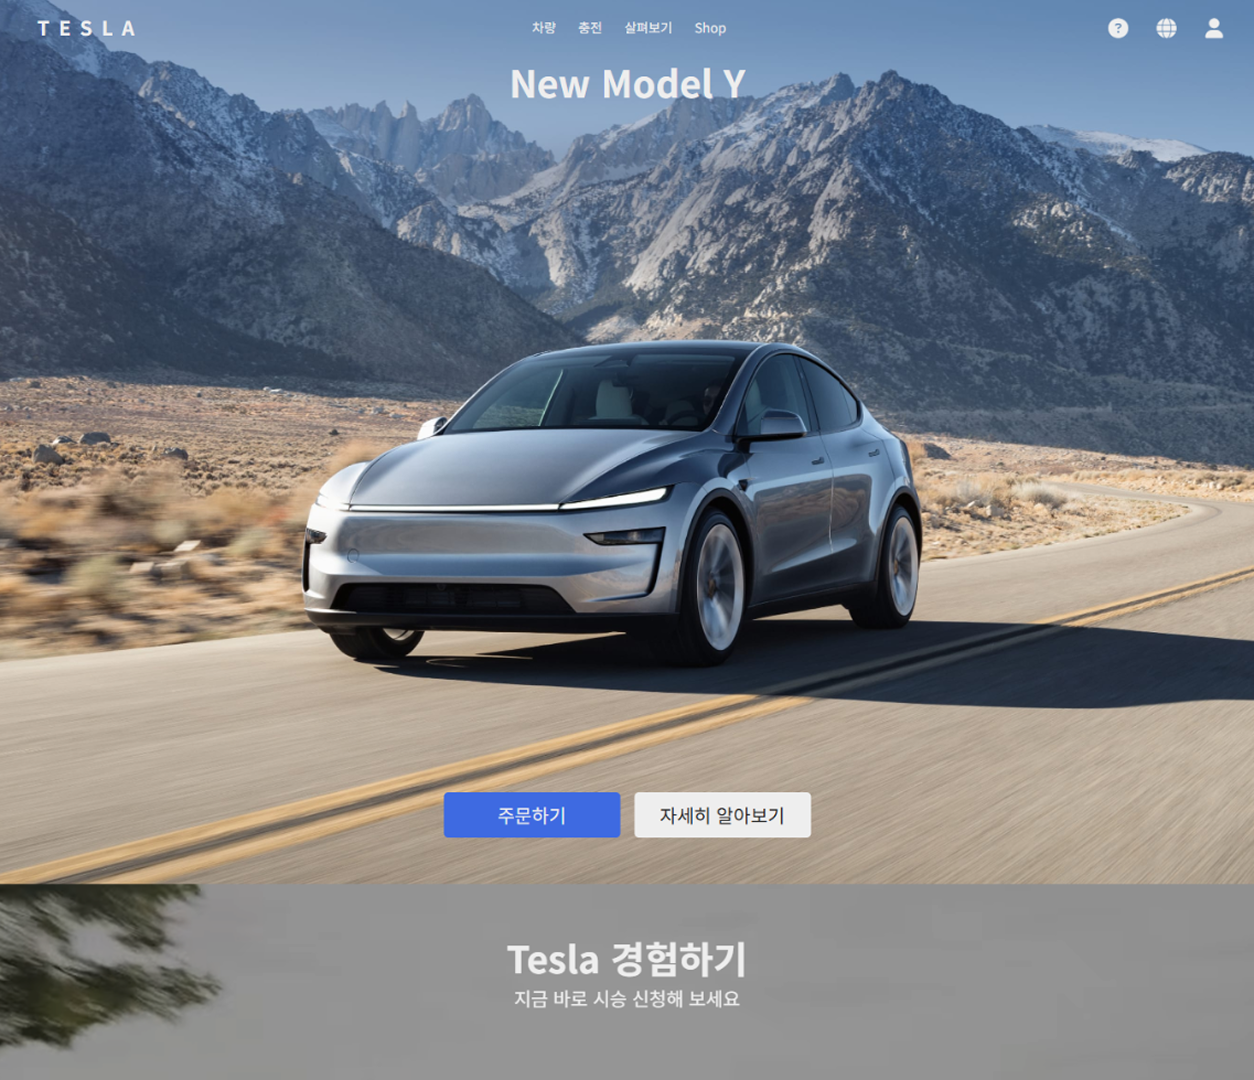 TESLA
차량 충전 살펴보기 Shop
New Model Y
주문하기 자세히 알아보기
Tesla 경험하기
지금 바로 시승 신청해 보세요